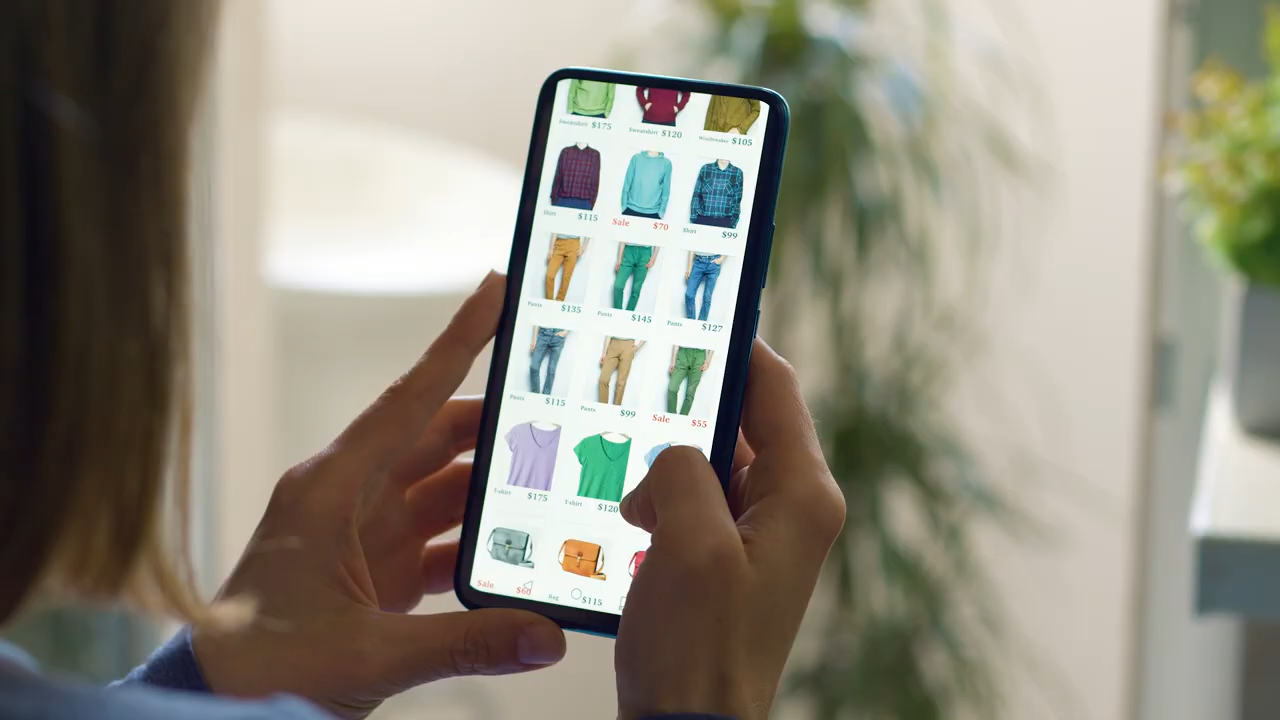 Sweatshirt $175 Sweatshirt $120 Windbreaker $105
Shirt $115 Sale $70 Shirt $99
Pants $135 Pants $145 Pants $127
Pants $115 Pants $99 Sale $55
T-shirt $175 T-shirt $120
Sale $60 Bag $115